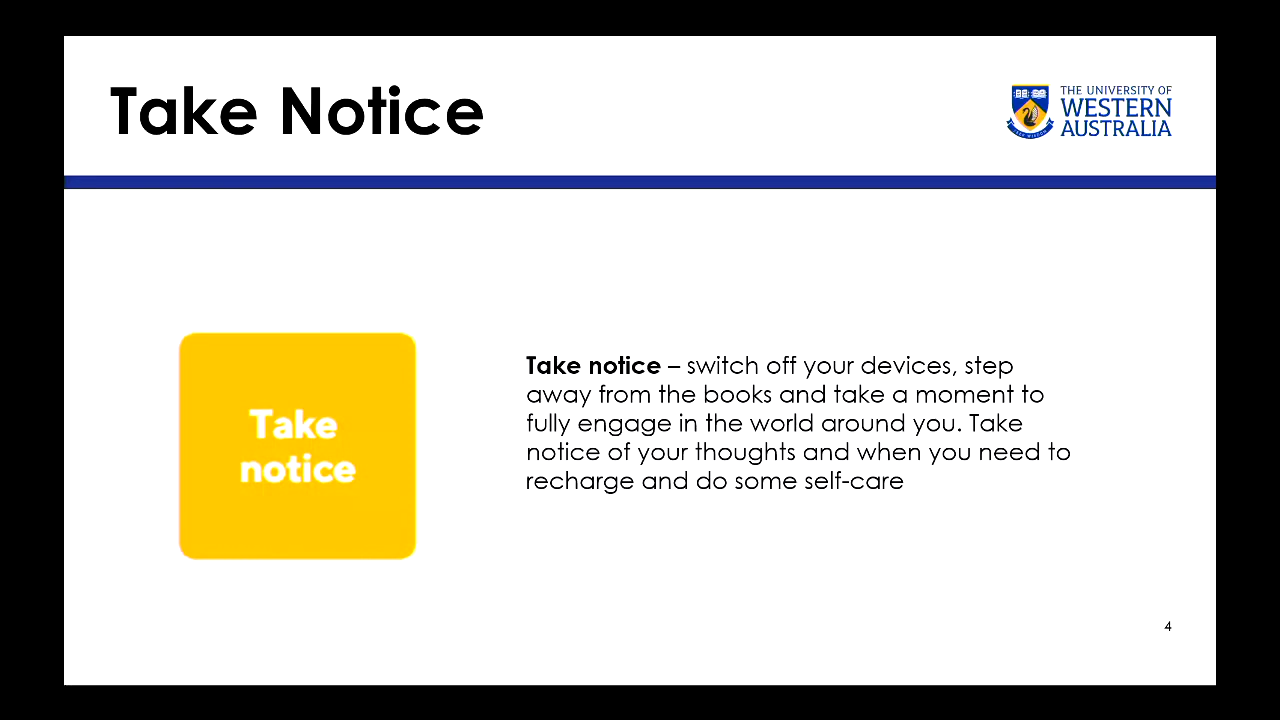 Take Notice
THE UNIVERSITY OF
WESTERN
AUSTRALIA
Take
notice
Take notice – switch off your devices, step
away from the books and take a moment to
fully engage in the world around you. Take
notice of your thoughts and when you need to
recharge and do some self-care
4